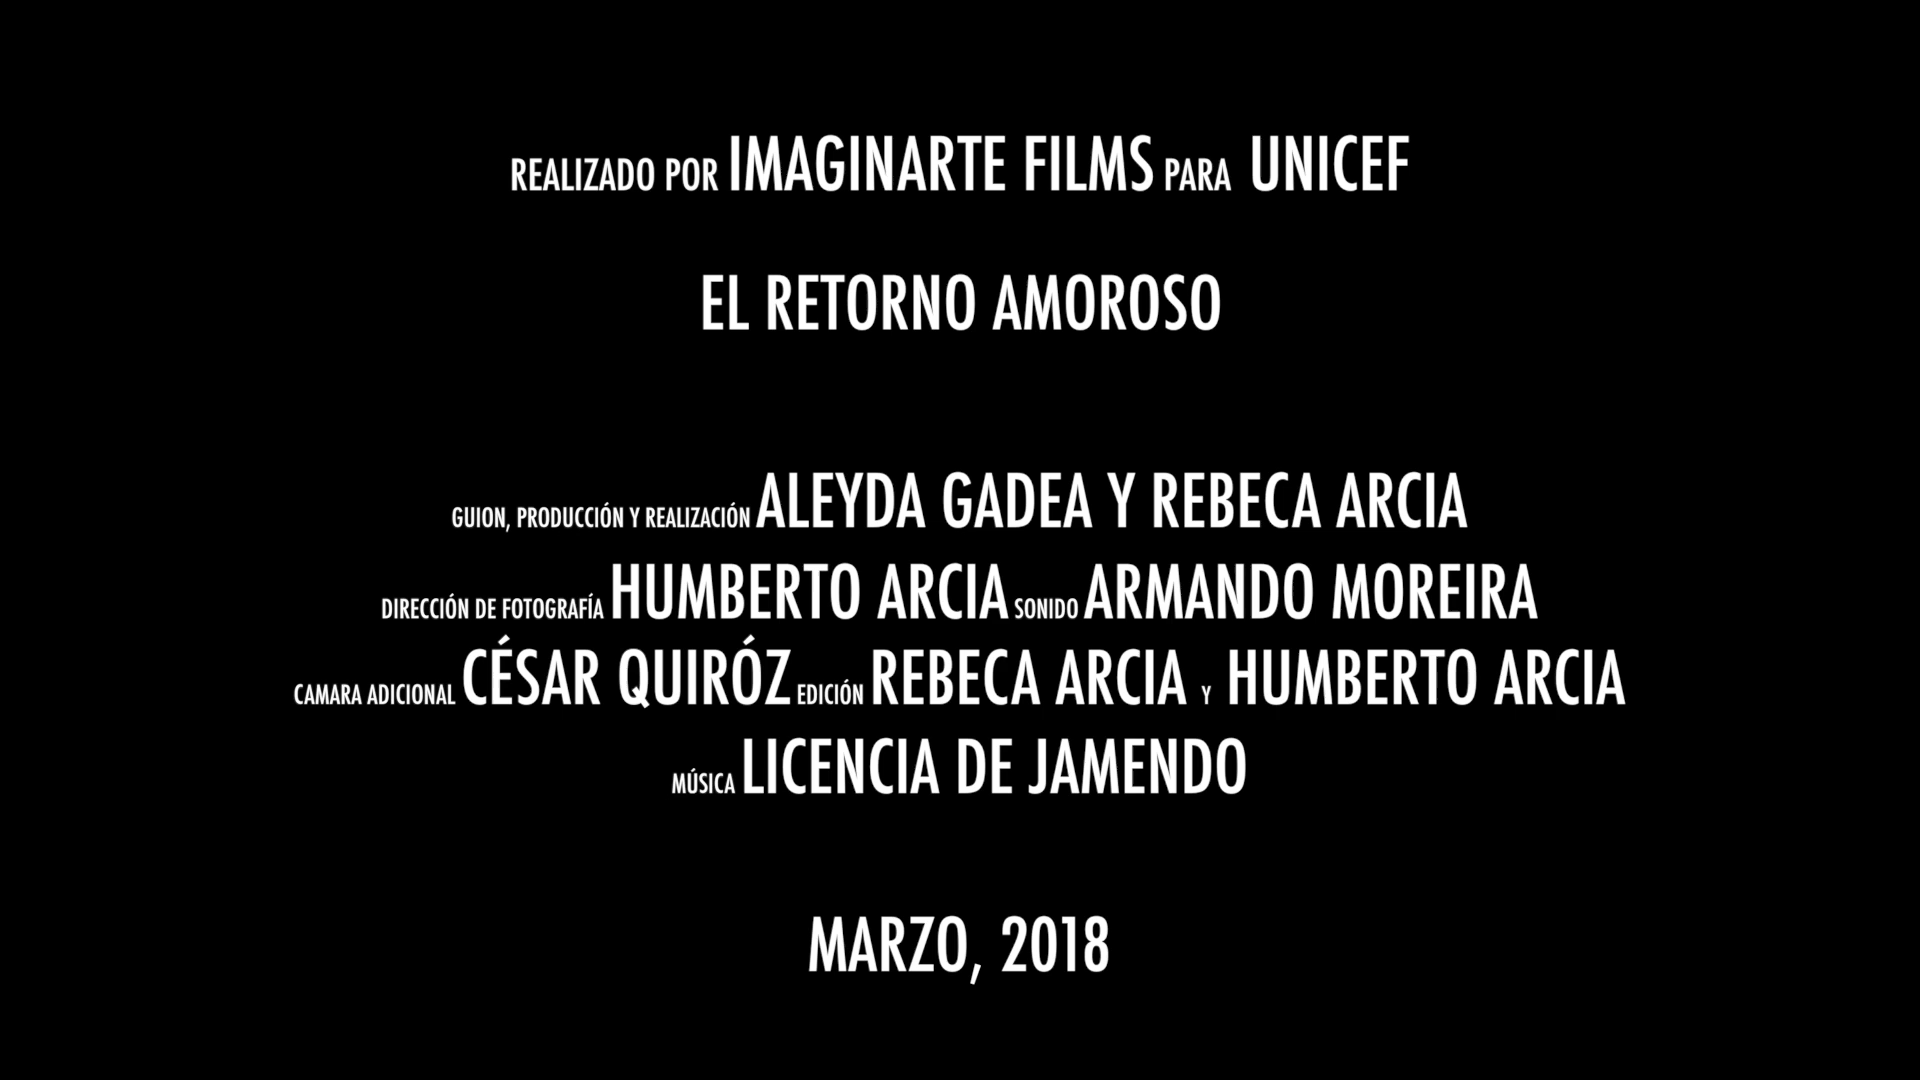 REALIZADO POR IMAGINARTE FILMS PARA UNICEF
EL RETORNO AMOROSO
GUION, PRODUCCIÓN Y REALIZACIÓN ALEYDA GADEA Y REBECA ARCIA
DIRECCIÓN DE FOTOGRAFÍA HUMBERTO ARCIA SONIDO ARMANDO MOREIRA
CAMARA ADICIONAL CÉSAR QUIRÓZ EDICIÓN REBECA ARCIA Y HUMBERTO ARCIA
MÚSICA LICENCIA DE JAMENDO
MARZO, 2018